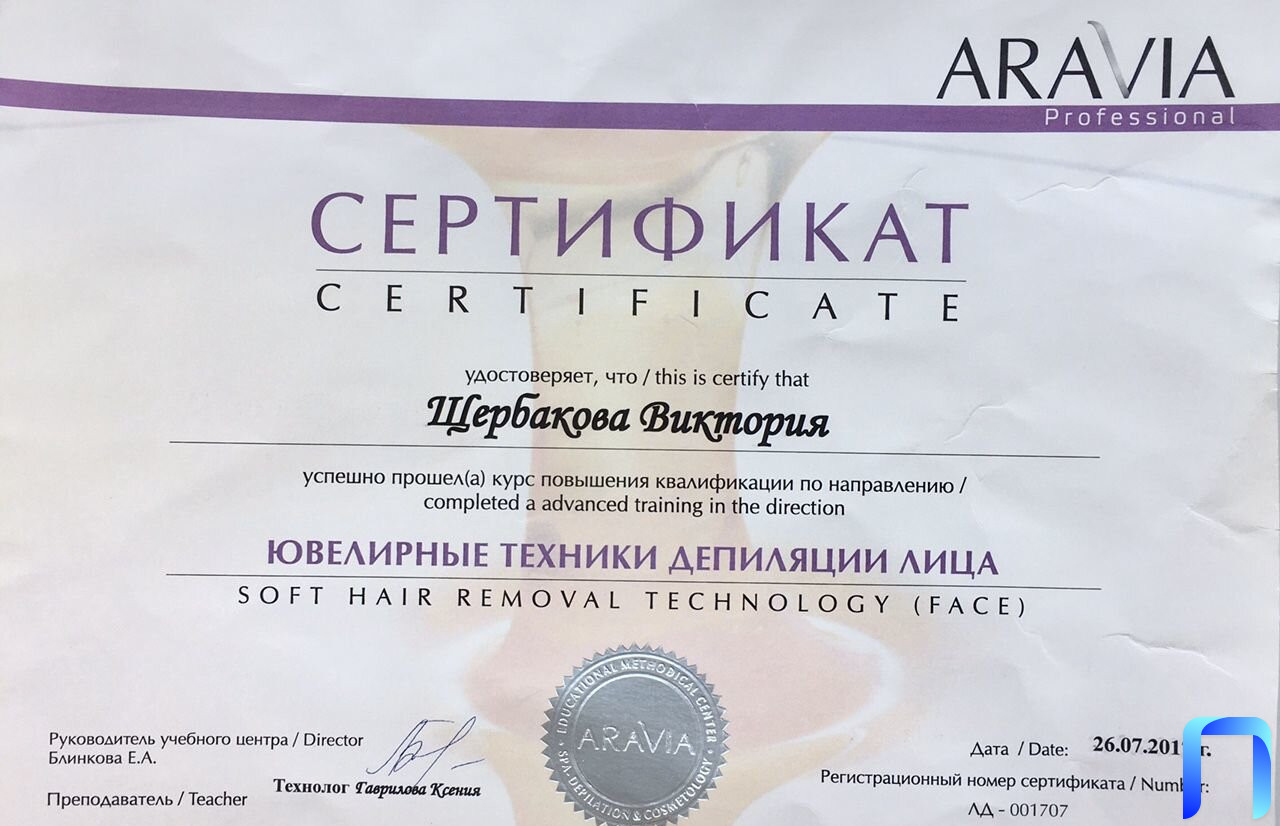 ARAVIA
Professional
СЕРТИФИКАТ
CERTIFICATE
удостоверяет, что / this is certify that
Щербакова Виктория
успешно прошел(а) курс повышения квалификации по направлению /
completed a advanced training in the direction
ЮВЕЛИРНЫЕ ТЕХНИКИ ДЕПИЛЯЦИИ ЛИЦА
SOFT HAIR REMOVAL TECHNOLOGY (FACE)
EDUCATIONAL METHODICAL CENTER
ARAVIA
SPA-DEPILATION & COSMETOLOGY
Руководитель учебного центра / Director
Блинкова Е.А.
Технолог Гаврилова Ксения
Преподаватель / Teacher
Дата / Date:
Регистрационный номер сертификата /
ЛД - 001707